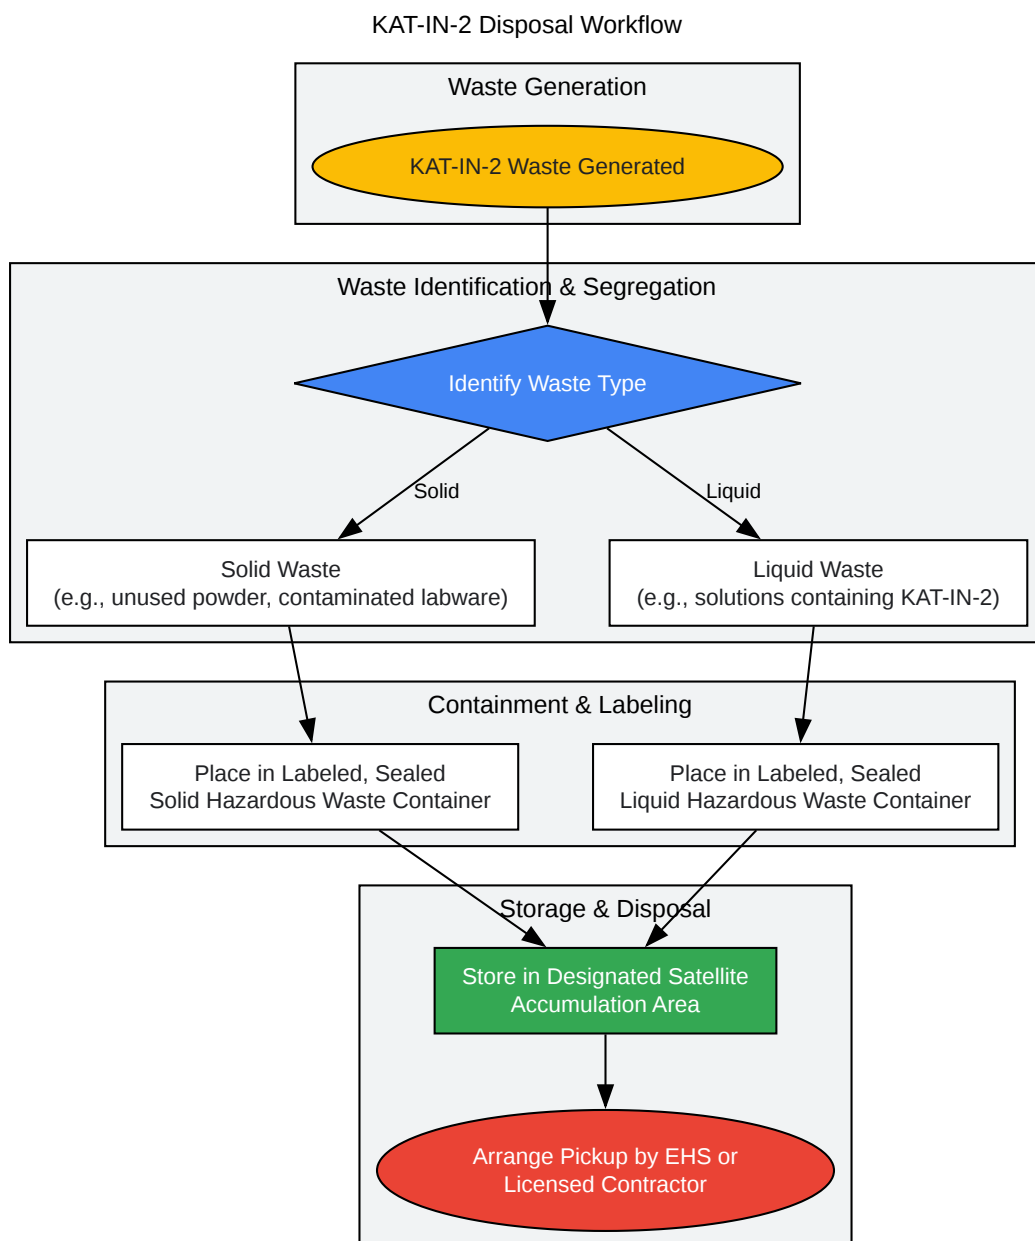 KAT-IN-2 Disposal Workflow
Waste Generation
KAT-IN-2 Waste Generated
Waste Identification & Segregation
Identify Waste Type
Solid
Liquid
Solid Waste
(e.g., unused powder, contaminated labware)
Liquid Waste
(e.g., solutions containing KAT-IN-2)
Containment & Labeling
Place in Labeled, Sealed
Solid Hazardous Waste Container
Place in Labeled, Sealed
Liquid Hazardous Waste Container
Storage & Disposal
Store in Designated Satellite
Accumulation Area
Arrange Pickup by EHS or
Licensed Contractor